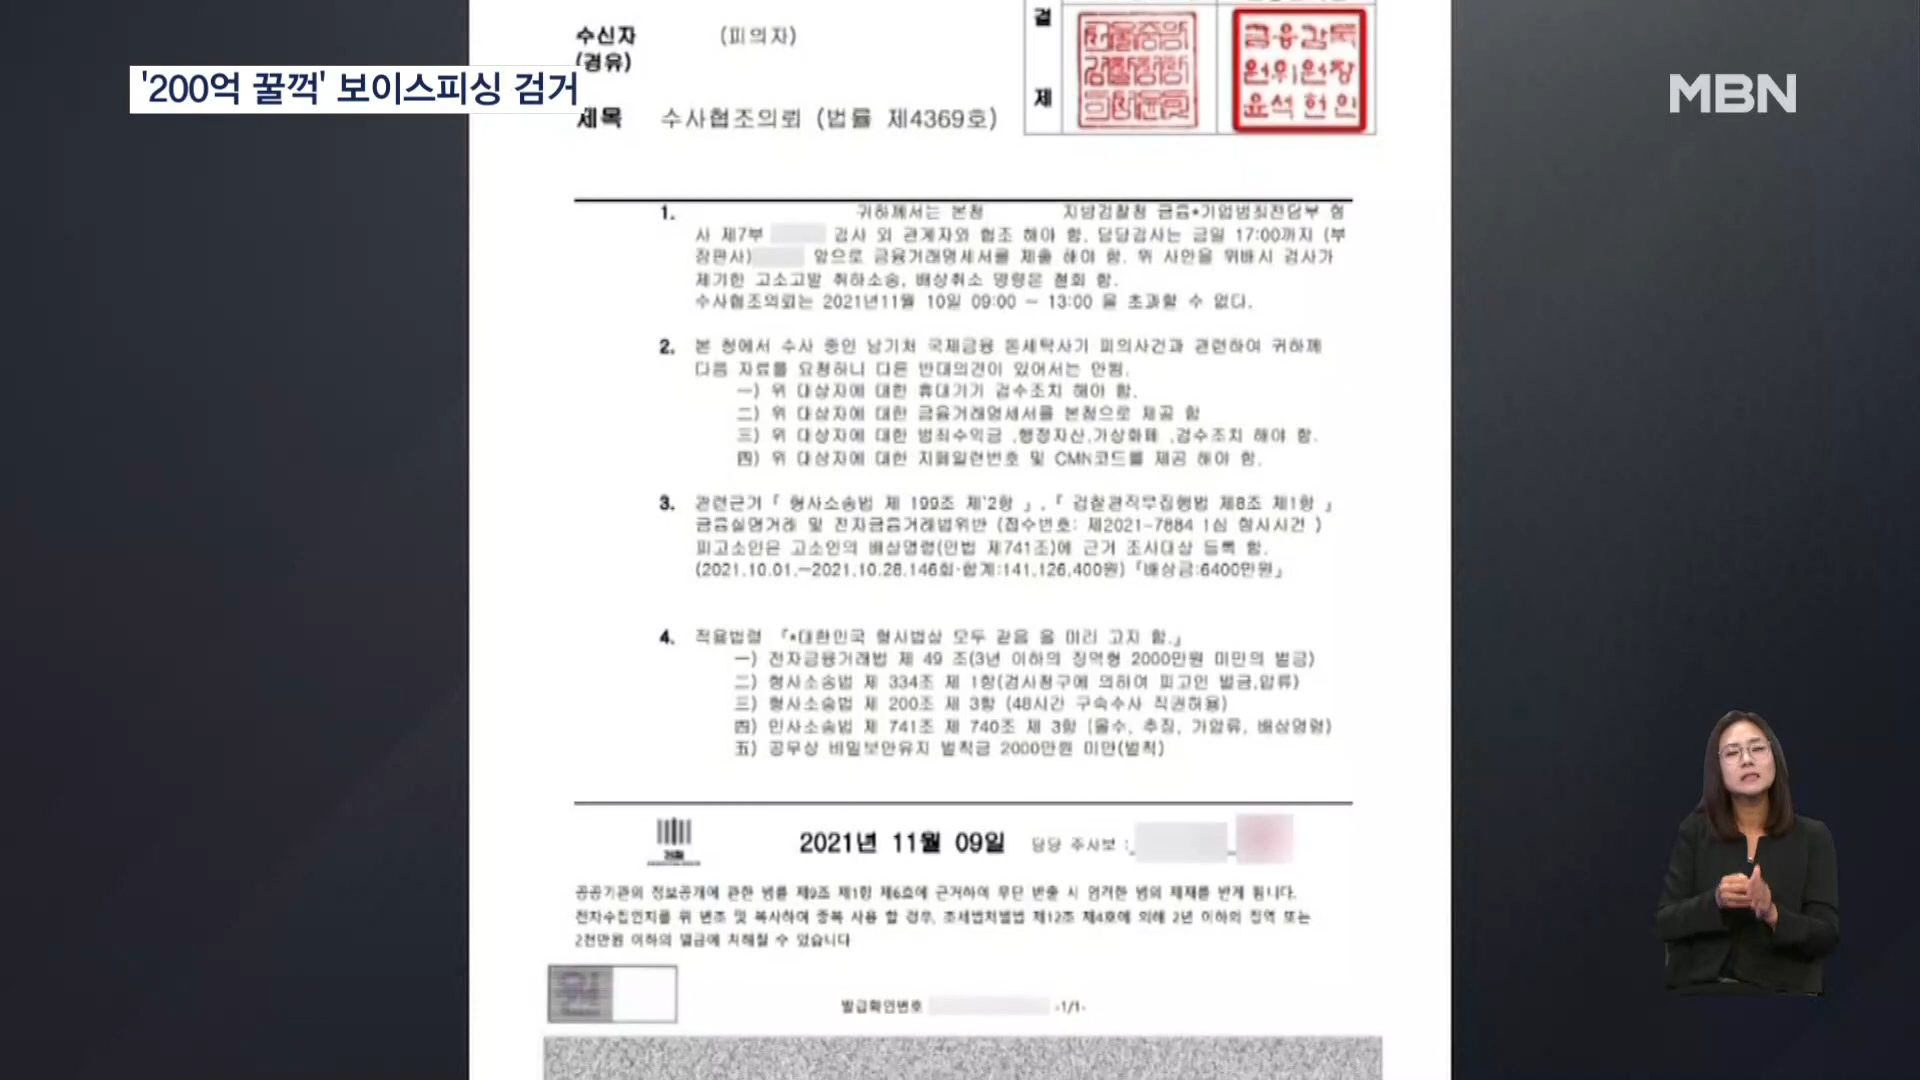 '200억 꿀꺽' 보이스피싱 검거
MBN
수신자 (피의자)
(경유)
제목 수사협조의뢰 (법률 제4369호)
결
제
금융감독
원위원장
윤석헌인
1. 귀하께서는 본청 지방검찰청 금융*기업범죄전담부 형
사 제7부 검사 외 관계자와 협조 해야 함. 담당검사는 금일 17:00까지 (부
장판사) 앞으로 금융거래명세서를 제출 해야 함. 위 사안을 위배시 검사가
제기한 고소고발 취하소송, 배상취소 명령은 철회 함.
수사협조의뢰는 2021년11월 10일 09:00 ~ 13:00 을 초과할 수 없다.
2. 본 청에서 수사 중인 남기처 국제금융 돈세탁사기 피의사건과 관련하여 귀하께
다음 자료를 요청하니 다른 반대의견이 있어서는 안됨.
一) 위 대상자에 대한 휴대기기 검수조치 해야 함.
二) 위 대상자에 대한 금융거래명세서를 본청으로 제공 함
三) 위 대상자에 대한 범죄수익금 ,행정자산,가상화폐 ,검수조치 해야 함.
四) 위 대상자에 대한 지폐일련번호 및 CMN코드를 제공 해야 함.
3. 관련근거「 형사소송법 제 199조 제'2항 」,「 검찰관직무집행법 제8조 제1항 」
금융실명거래 및 전자금융거래법위반 (접수번호: 제2021-7884 1심 형사사건 )
피고소인은 고소인의 배상명령(민법 제741조)에 근거 조사대상 등록 함.
(2021.10.01.~2021.10.28.146회·합계:141,126,400원)「배상금:6400만원」
4. 적용법령 「*대한민국 형사법상 모두 같음 을 미리 고지 함.」
一) 전자금융거래법 제 49 조(3년 이하의 징역형 2000만원 미만의 벌금)
二) 형사소송법 제 334조 제 1항(검사청구에 의하여 피고인 벌금,압류)
三) 형사소송법 제 200조 제 3항 (48시간 구속수사 직권허용)
四) 민사소송법 제 741조 제 740조 제 3항 (몰수, 추징, 가압류, 배상명령)
五) 공무상 비밀보안유지 벌칙금 2000만원 미만(벌칙)
검찰
2021년 11월 09일 담당 주사보 :
공공기관의 정보공개에 관한 법률 제9조 제1항 제6호에 근거하여 무단 반출 시 엄격한 법의 제재를 받게 됩니다.
전자수입인지를 위 변조 및 복사하여 중복 사용 할 경우, 조세범처벌법 제12조 제4호에 의해 2년 이하의 징역 또는
2천만원 이하의 벌금에 처해질 수 있습니다
발급확인번호 -1/1-